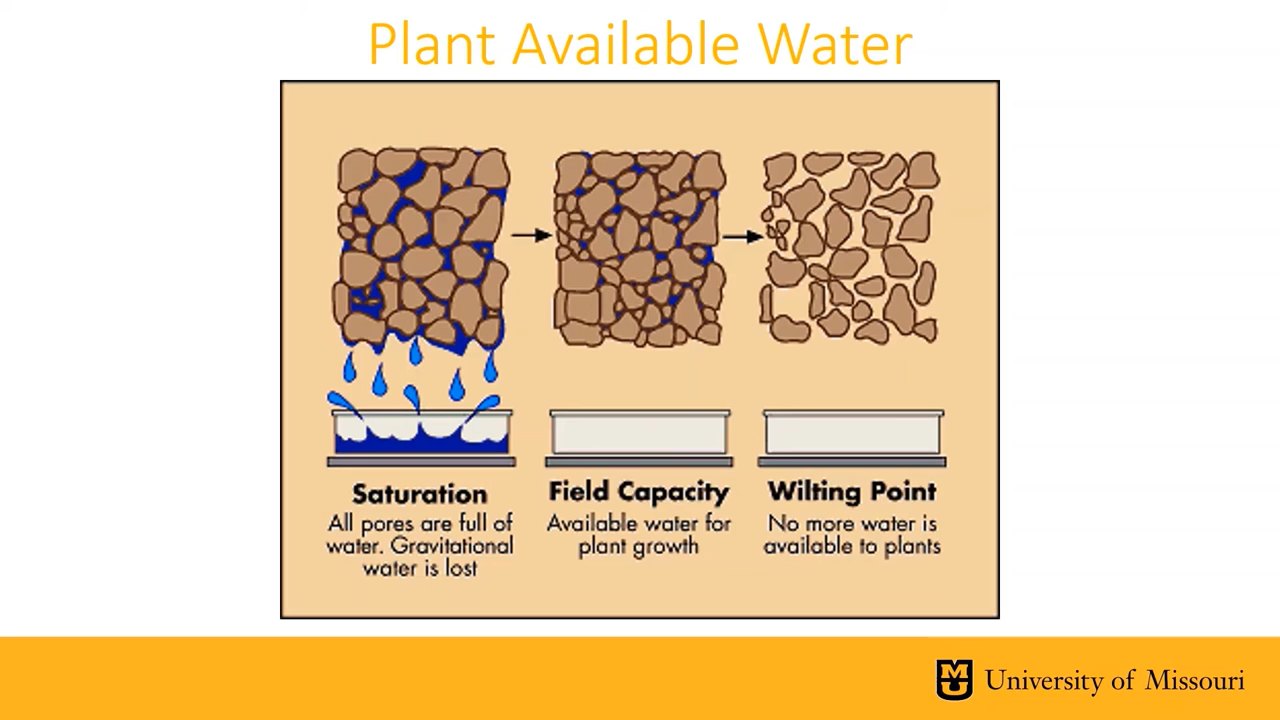 Plant Available Water
Saturation
All pores are full of
water. Gravitational
water is lost
Field Capacity
Available water for
plant growth
Wilting Point
No more water is
available to plants
MU
University of Missouri